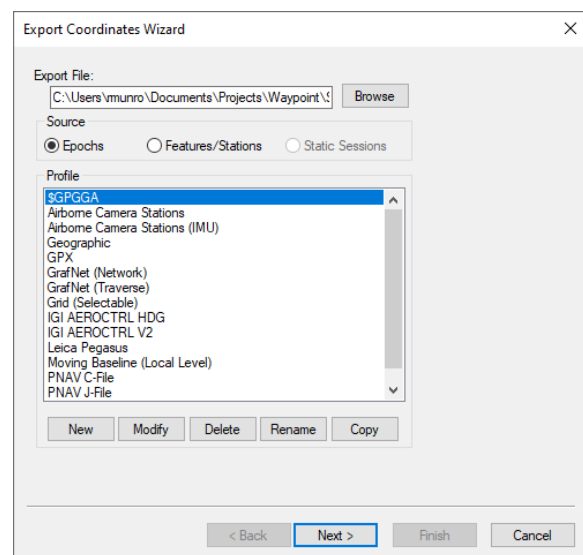 Export Coordinates Wizard
Export File:
C:\Users\rmunro\Documents\Projects\Waypoint\S
Browse
Source
Epochs
Features/Stations
Static Sessions
Profile
$GPGGA
Airborne Camera Stations
Airborne Camera Stations (IMU)
Geographic
GPX
GrafNet (Network)
GrafNet (Traverse)
Grid (Selectable)
IGI AEROCTRL HDG
IGI AEROCTRL V2
Leica Pegasus
Moving Baseline (Local Level)
PNAV C-File
PNAV J-File
New Modify Delete Rename Copy
< Back Next > Finish Cancel